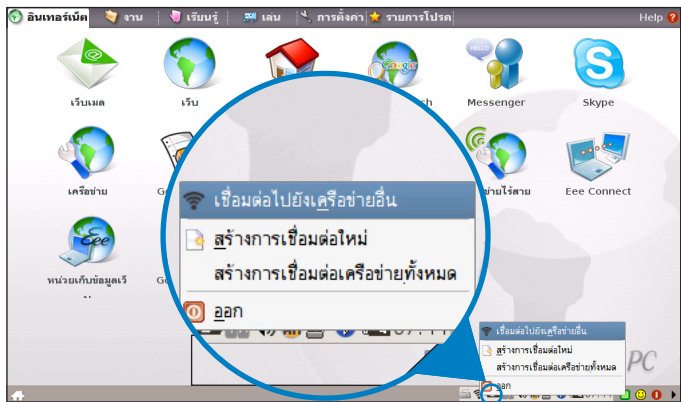 อินเทอร์เน็ต งาน เรียนรู้ เล่น การตั้งค่า รายการโปรด Help
เว็บเมล เว็บ Messenger Skype
เครือข่าย Eee Connect
หน่วยเก็บข้อมูลเว็
เชื่อมต่อไปยังเครือข่ายอื่น
สร้างการเชื่อมต่อใหม่
สร้างการเชื่อมต่อเครือข่ายทั้งหมด
ออก
เชื่อมต่อไปยังเครือข่ายอื่น
สร้างการเชื่อมต่อใหม่
สร้างการเชื่อมต่อเครือข่ายทั้งหมด
ออก
PC